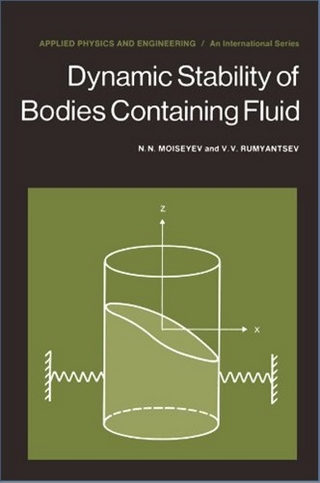 APPLIED PHYSICS AND ENGINEERING / An International Series
Dynamic Stability of
Bodies Containing Fluid
N. N. MOISEYEV and V. V. RUMYANTSEV
Z
X